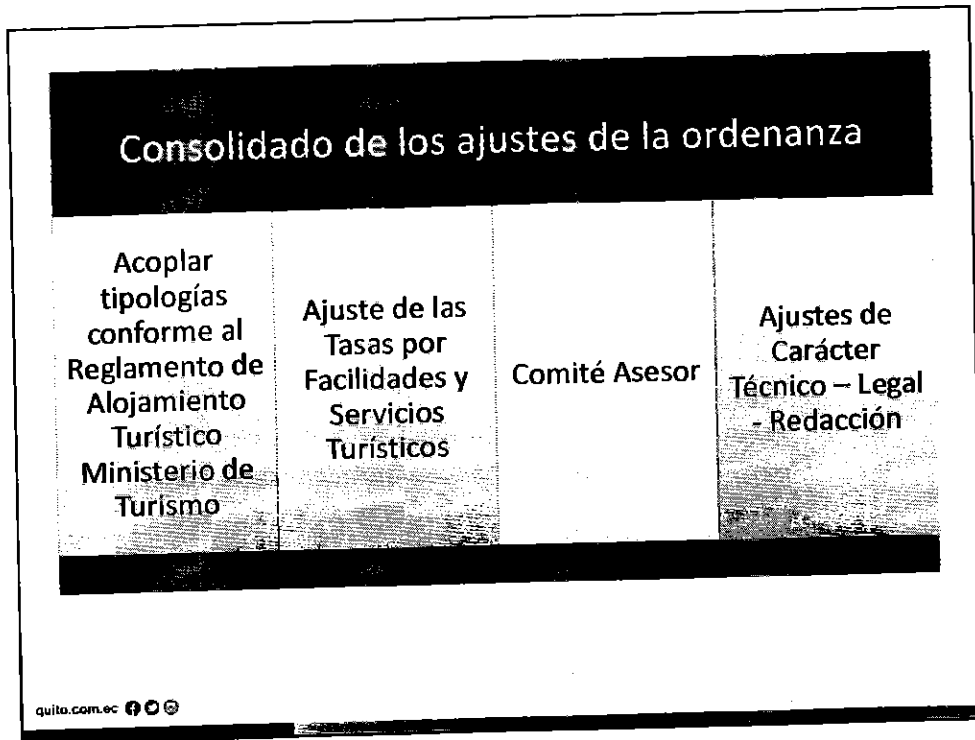 Consolidado de los ajustes de la ordenanza
Acoplar
tipologías
conforme al
Reglamento de
Alojamiento
Turístico
Ministerio de
Turismo
Ajuste de las
Tasas por
Facilidades y
Servicios
Turísticos
Comité Asesor
Ajustes de
Carácter
Técnico – Legal
- Redacción
quito.com.ec